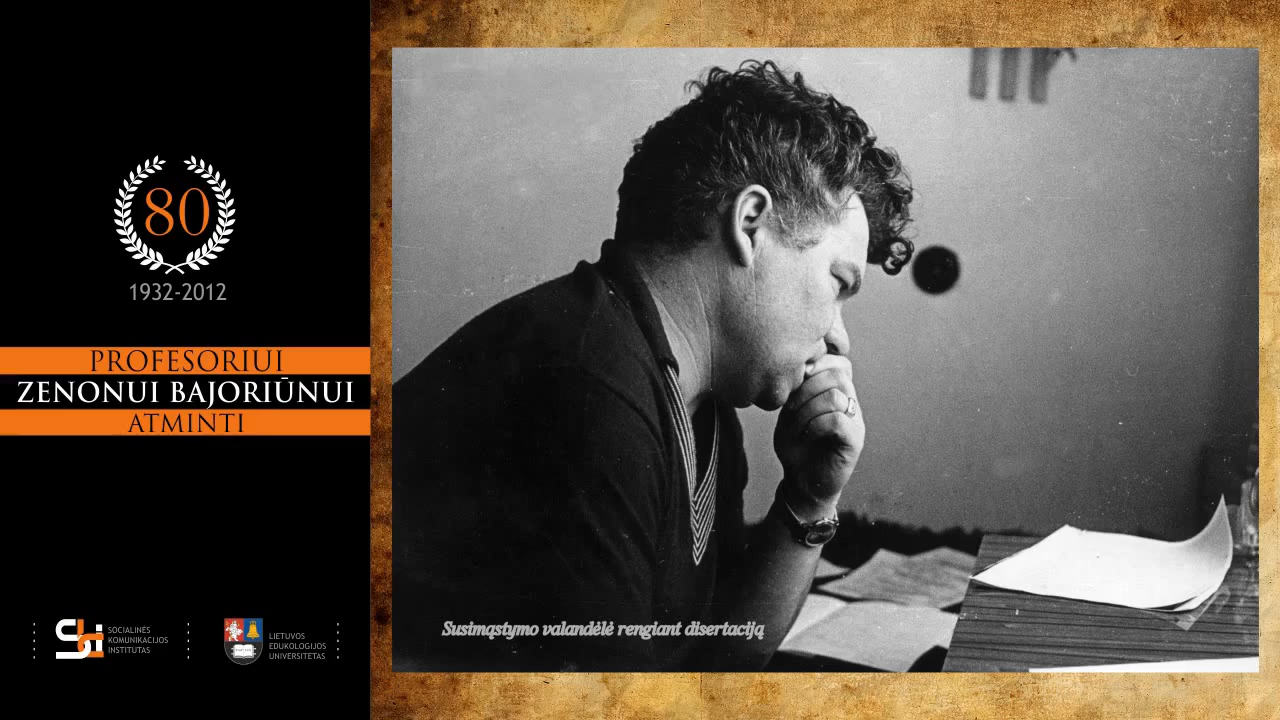 80
1932-2012
PROFESORIUI
ZENONUI BAJORIŪNUI
ATMINTI
SOCIALINĖS
KOMUNIKACIJOS
INSTITUTAS
LIETUVOS
EDUKOLOGIJOS
UNIVERSITETAS
Susimąstymo valandėlė rengiant disertaciją